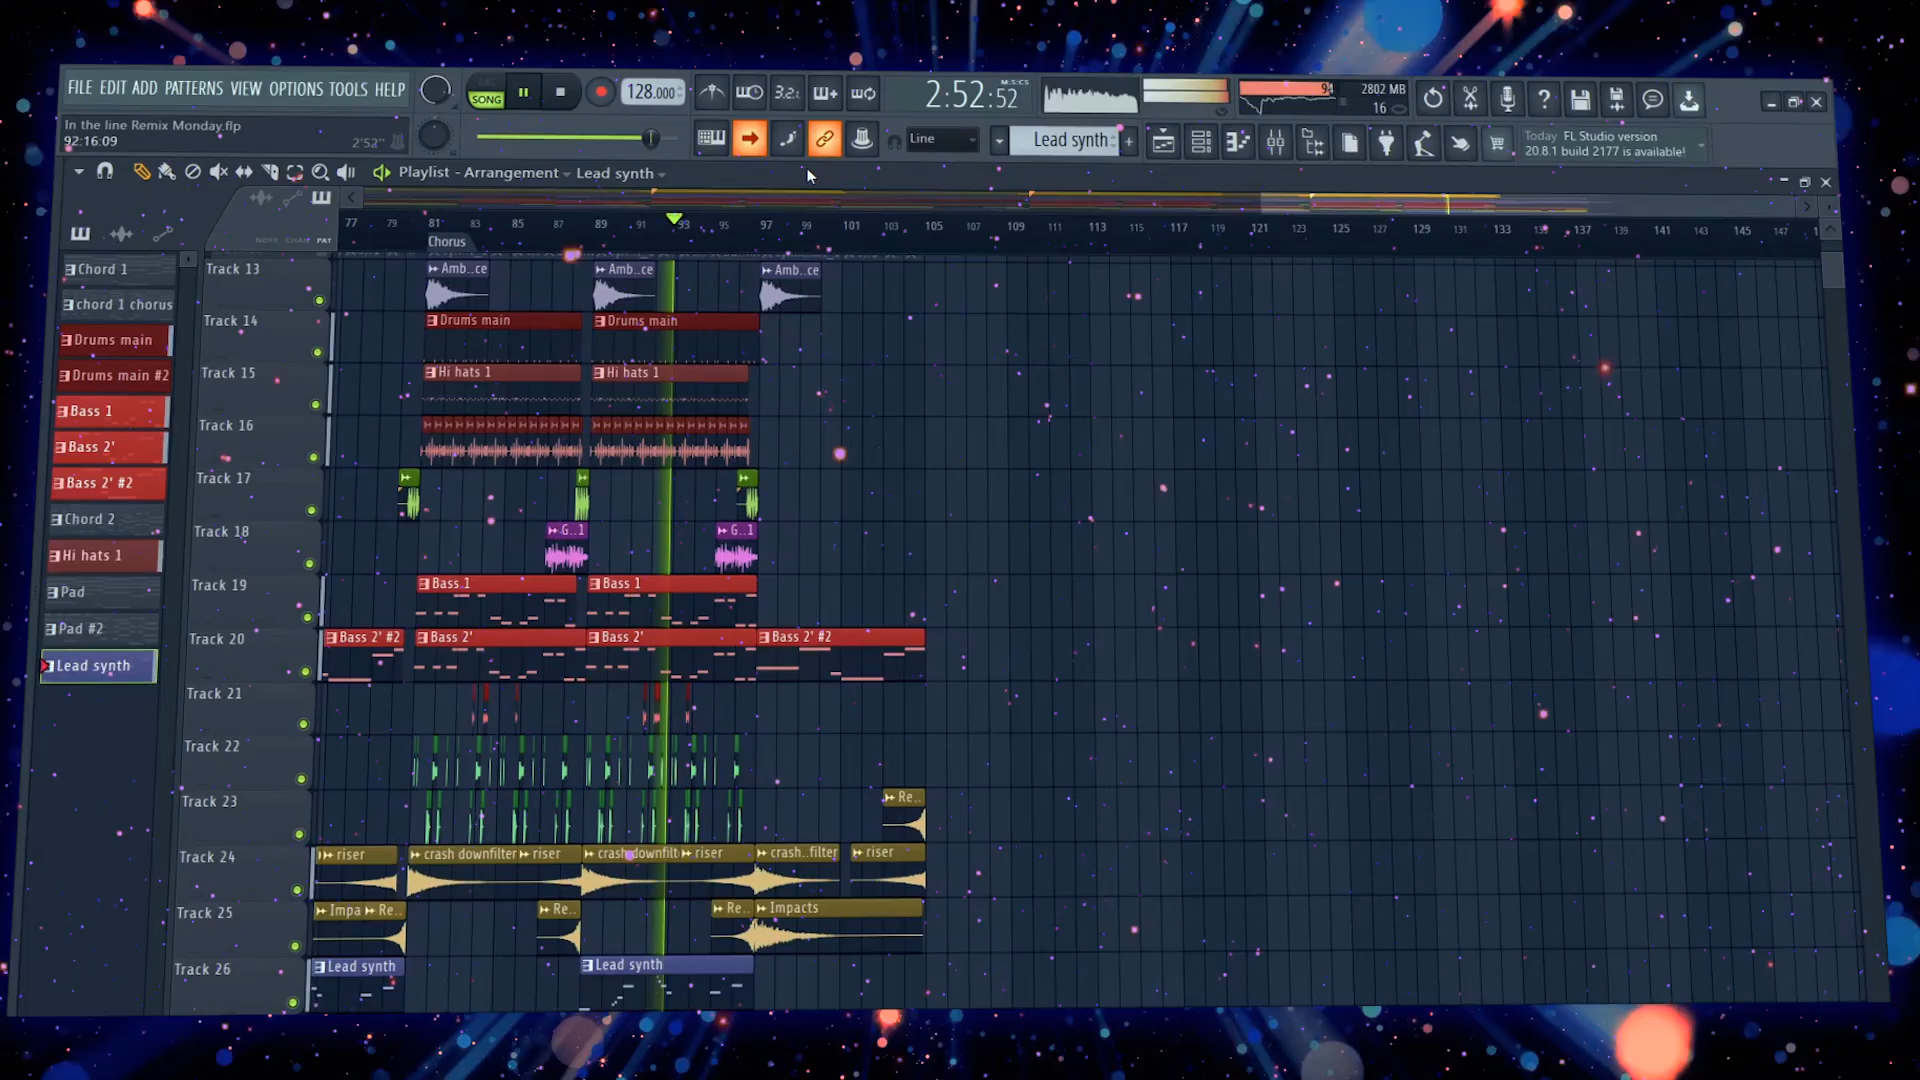 FILE EDIT ADD PATTERNS VIEW OPTIONS TOOLS HELP
SONG
128.000
3.2.
2:52:52
M:S:CS
94
2802 MB
16
In the line Remix Monday.flp
92:16:09
2'52"
Line
Lead synth
Today FL Studio version
20.8.1 build 2177 is available!
Playlist - Arrangement
Lead synth
NOTE CHAN PAT
77 79 81 83 85 87 89 91 93 95 97 99 101 103 105 107 109 111 113 115 117 119 121 123 125 127 129 131 133 135 137 139 141 143 145 147
Chorus
Chord 1
chord 1 chorus
Drums main
Drums main #2
Bass 1
Bass 2'
Bass 2' #2
Chord 2
Hi hats 1
Pad
Pad #2
Lead synth
Track 13
Amb..ce
Amb..ce
Amb..ce
Track 14
Drums main
Drums main
Track 15
Hi hats 1
Hi hats 1
Track 16
Track 17
Track 18
G..1
G..1
Track 19
Bass 1
Bass 1
Track 20
Bass 2' #2
Bass 2'
Bass 2'
Bass 2' #2
Track 21
Track 22
Track 23
Re..
Track 24
riser
crash downfilter
riser
crash downfilt
riser
crash..filter
riser
Track 25
Impa
Re..
Re..
Re..
Impacts
Track 26
Lead synth
Lead synth